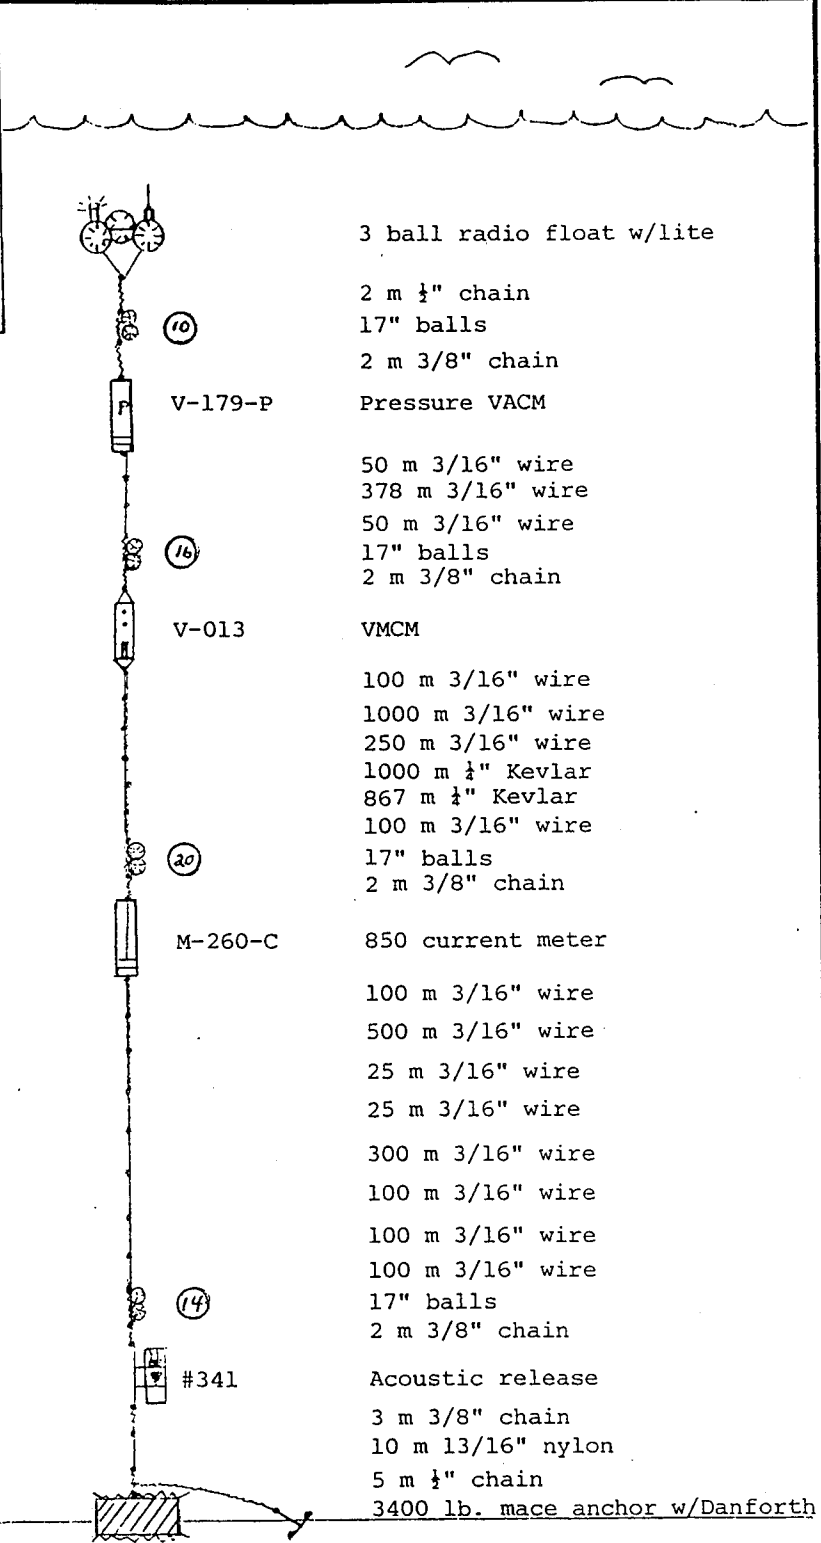 3 ball radio float w/lite
2 m ½" chain
10 17" balls
2 m 3/8" chain
P
V-179-P Pressure VACM
50 m 3/16" wire
378 m 3/16" wire
50 m 3/16" wire
16 17" balls
2 m 3/8" chain
V-013 VMCM
100 m 3/16" wire
1000 m 3/16" wire
250 m 3/16" wire
1000 m ¼" Kevlar
867 m ¼" Kevlar
100 m 3/16" wire
20 17" balls
2 m 3/8" chain
M-260-C 850 current meter
100 m 3/16" wire
500 m 3/16" wire
25 m 3/16" wire
25 m 3/16" wire
300 m 3/16" wire
100 m 3/16" wire
100 m 3/16" wire
100 m 3/16" wire
14 17" balls
2 m 3/8" chain
#341 Acoustic release
3 m 3/8" chain
10 m 13/16" nylon
5 m ½" chain
3400 lb. mace anchor w/Danforth